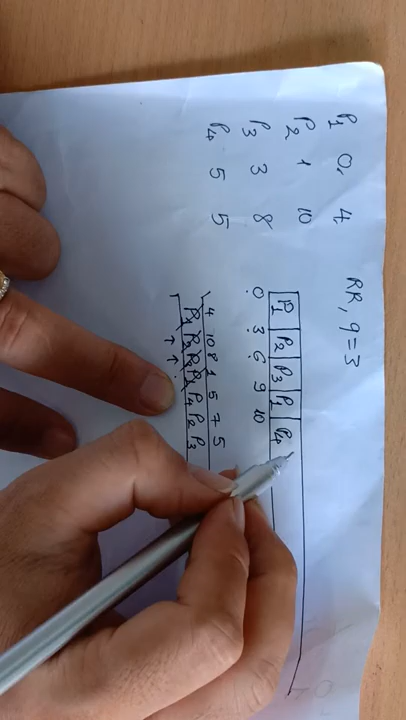 P1 0, 4
P2 1 10
P3 3 8
P4 5 5
RR, q=3
P1 P2 P3 P1 P4
0 3 6 9 10
4 10 8 1 5 7 5
P1 P2 P3 P1 P4 P2 P3